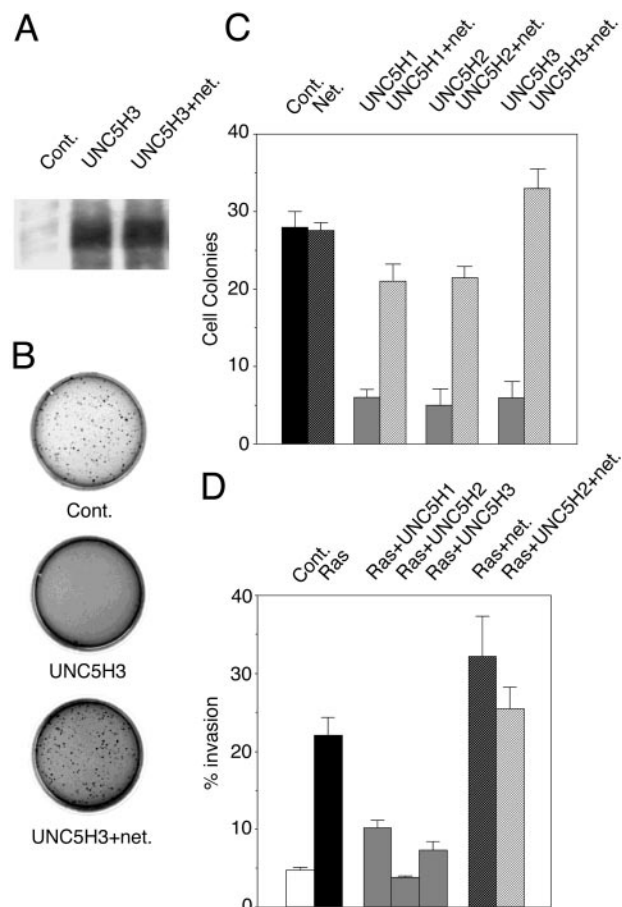 A
Cont.
UNC5H3
UNC5H3+net.
B
Cont.
UNC5H3
UNC5H3+net.
C
Cont.
Net.
UNC5H1
UNC5H1+net.
UNC5H2
UNC5H2+net.
UNC5H3
UNC5H3+net.
40
30
20
10
0
Cell Colonies
D
Cont.
Ras
Ras+UNC5H1
Ras+UNC5H2
Ras+UNC5H3
Ras+net.
Ras+UNC5H2+net.
40
30
20
10
0
% invasion